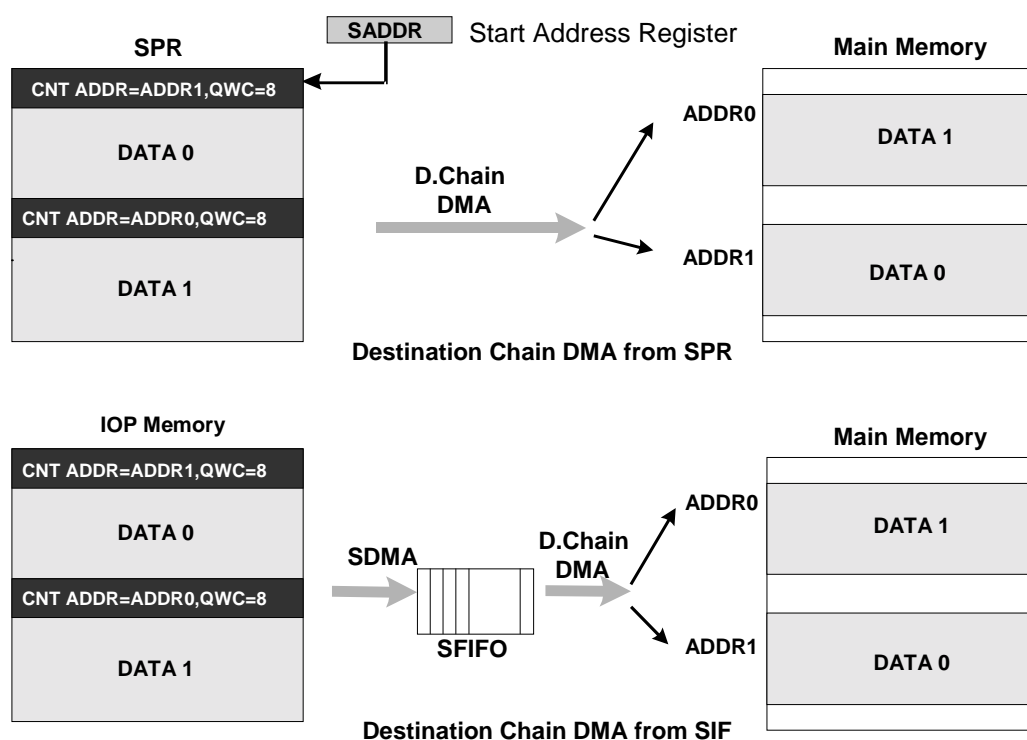 SADDR
Start Address Register
SPR
Main Memory
CNT ADDR=ADDR1,QWC=8
DATA 0
CNT ADDR=ADDR0,QWC=8
DATA 1
D.Chain
DMA
ADDR0
ADDR1
DATA 1
DATA 0
Destination Chain DMA from SPR
IOP Memory
Main Memory
CNT ADDR=ADDR1,QWC=8
DATA 0
CNT ADDR=ADDR0,QWC=8
DATA 1
SDMA
SFIFO
D.Chain
DMA
ADDR0
ADDR1
DATA 1
DATA 0
Destination Chain DMA from SIF